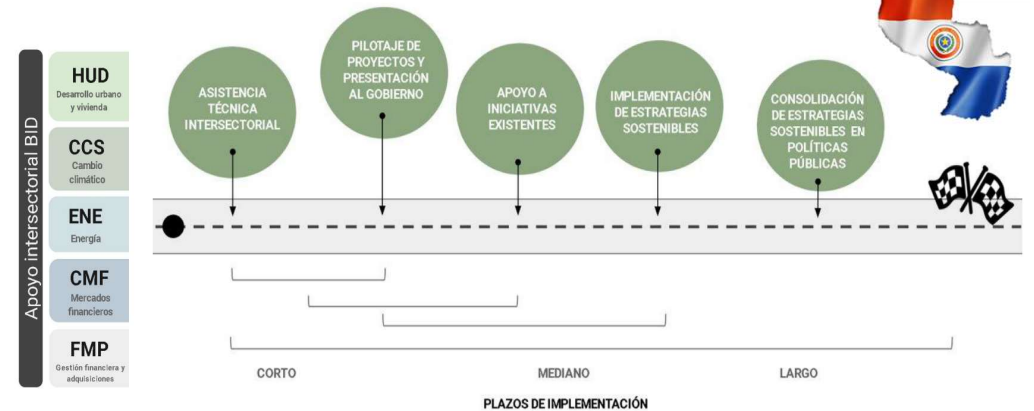 Apoyo intersectorial BID
HUD
Desarrollo urbano
y vivienda
CCS
Cambio
climático
ENE
Energía
CMF
Mercados
financieros
FMP
Gestión financiera y
adquisiciones
ASISTENCIA
TÉCNICA
INTERSECTORIAL
PILOTAJE DE
PROYECTOS Y
PRESENTACIÓN
AL GOBIERNO
APOYO A
INICIATIVAS
EXISTENTES
IMPLEMENTACIÓN
DE ESTRATEGIAS
SOSTENIBLES
CONSOLIDACIÓN
DE ESTRATEGIAS
SOSTENIBLES EN
POLÍTICAS
PÚBLICAS
CORTO
MEDIANO
LARGO
PLAZOS DE IMPLEMENTACIÓN